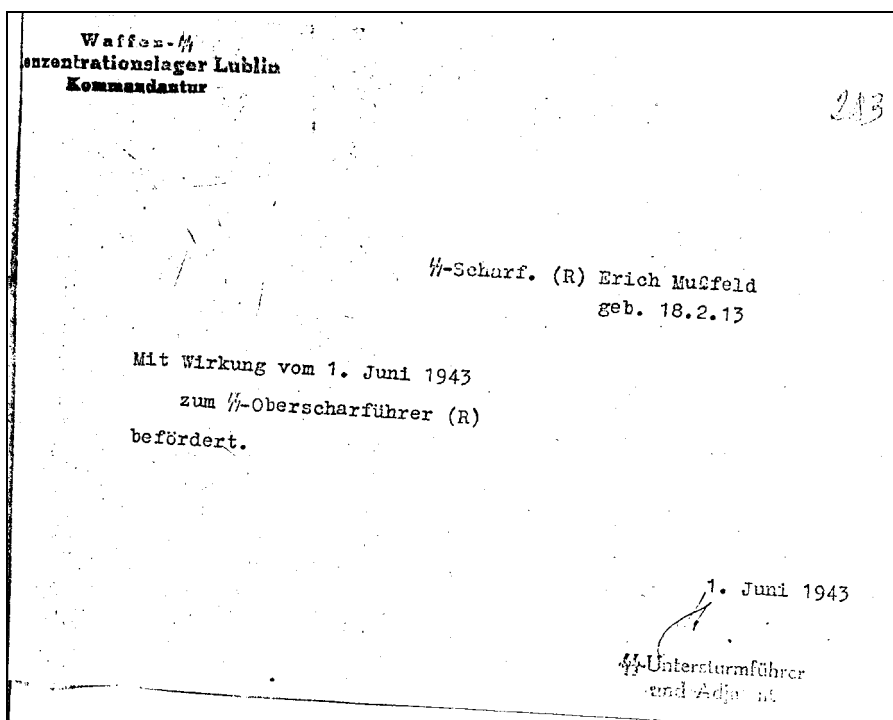 Waffen-ᛋᛋ
onzentrationslager Lublin
Kommandantur
213
ᛋᛋ-Scharf. (R) Erich Mußfeld
geb. 18.2.13
Mit Wirkung vom 1. Juni 1943
zum ᛋᛋ-Oberscharführer (R)
befördert.
1. Juni 1943
ᛋᛋ-Untersturmführer
und